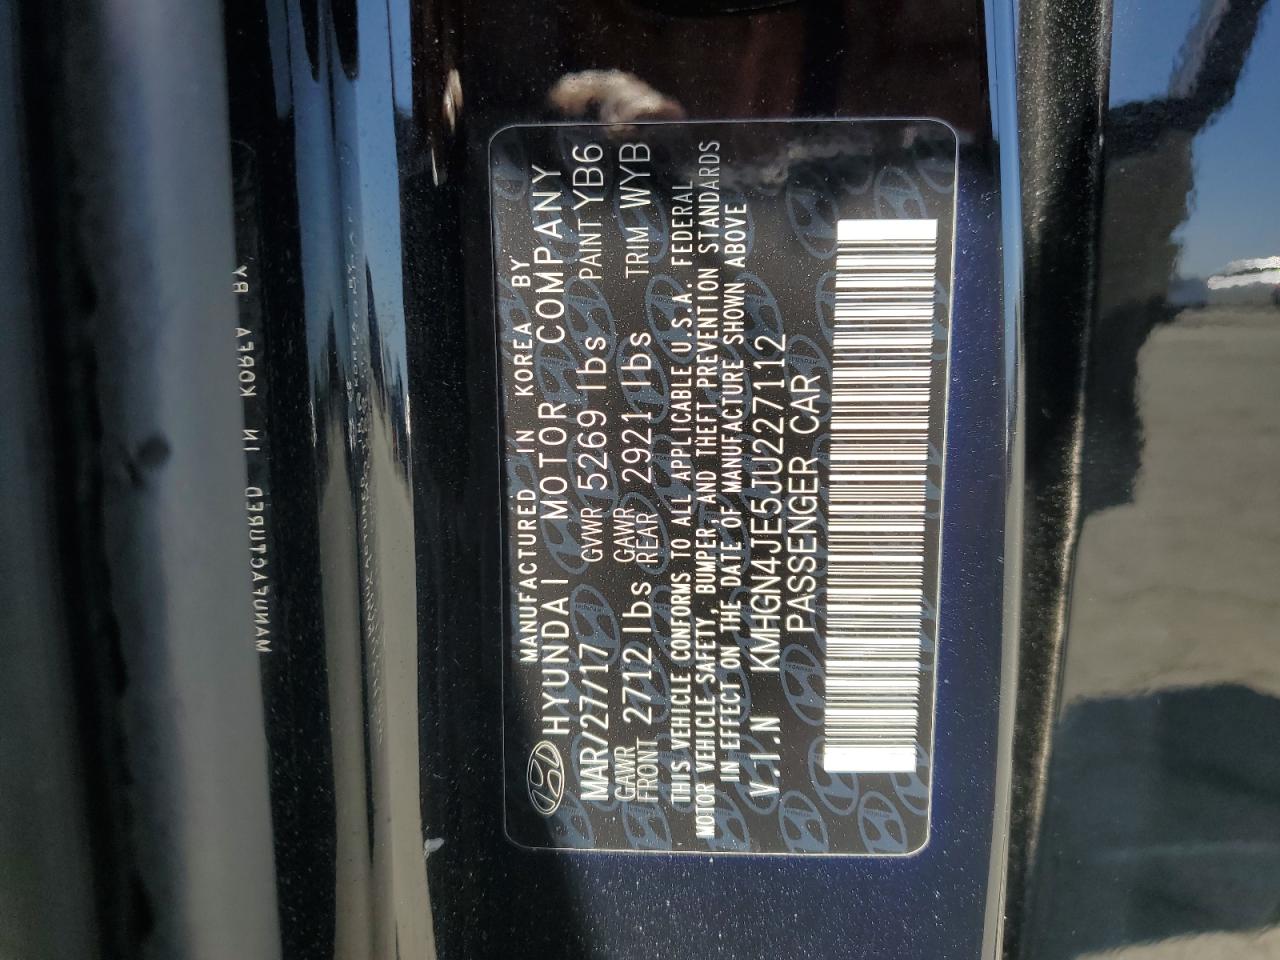 MANUFACTURED IN KOREA BY
HYUNDAI MOTOR COMPANY
MAR/27/17 GVWR 5269 lbs PAINT YB6
GAWR FRONT 2712 lbs GAWR REAR 2921 lbs TRIM WYB
THIS VEHICLE CONFORMS TO ALL APPLICABLE U.S.A. FEDERAL
MOTOR VEHICLE SAFETY, BUMPER, AND THEFT PREVENTION STANDARDS
IN EFFECT ON THE DATE OF MANUFACTURE SHOWN ABOVE
V.I.N KMHGN4JE5JU227112
PASSENGER CAR
MANUFACTURED IN KOREA BY